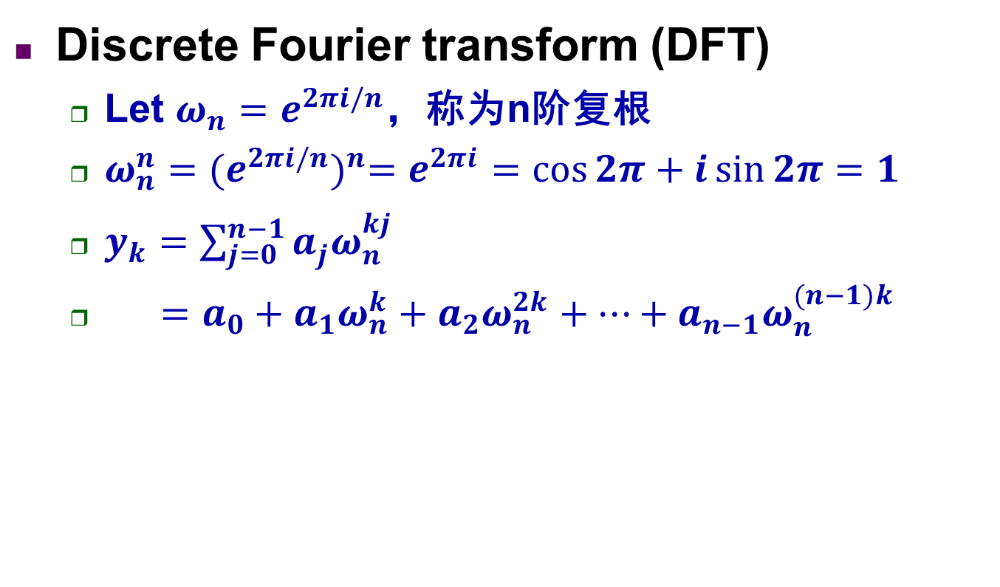 Discrete Fourier transform (DFT)
Let $\omega_n = e^{2\pi i/n}$，称为n阶复根
$\omega_n^n = (e^{2\pi i/n})^n = e^{2\pi i} = \cos 2\pi + i \sin 2\pi = 1$
$y_k = \sum_{j=0}^{n-1} a_j \omega_n^{kj}$
$= a_0 + a_1 \omega_n^k + a_2 \omega_n^{2k} + \cdots + a_{n-1} \omega_n^{(n-1)k}$